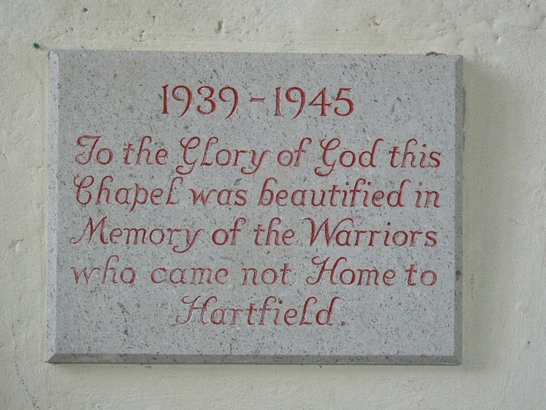 1939-1945
To the Glory of God this
Chapel was beautified in
Memory of the Warriors
who came not Home to
Hartfield.